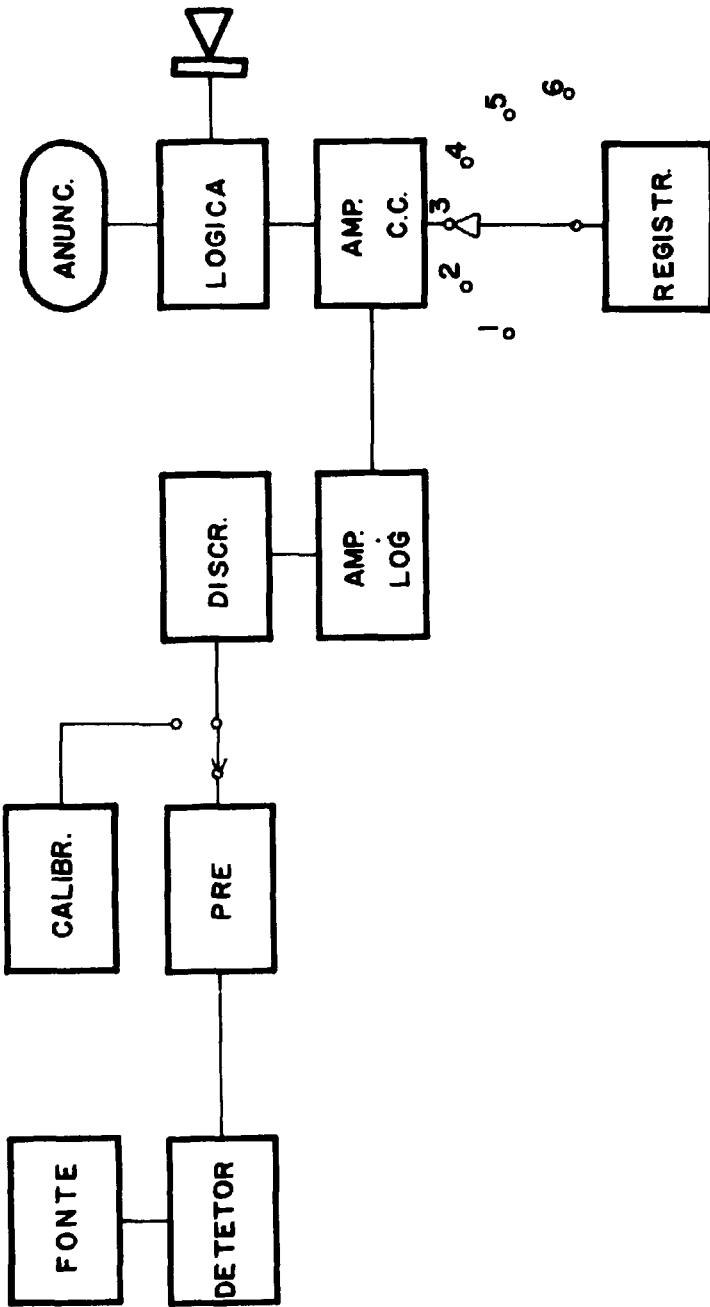 FONTE
CALIBR.
ANUNC.
DETETOR
PRE
DISCR.
LOGICA
AMP.
LOG
AMP.
C.C.
1
2
3
4
5
6
REGISTR.